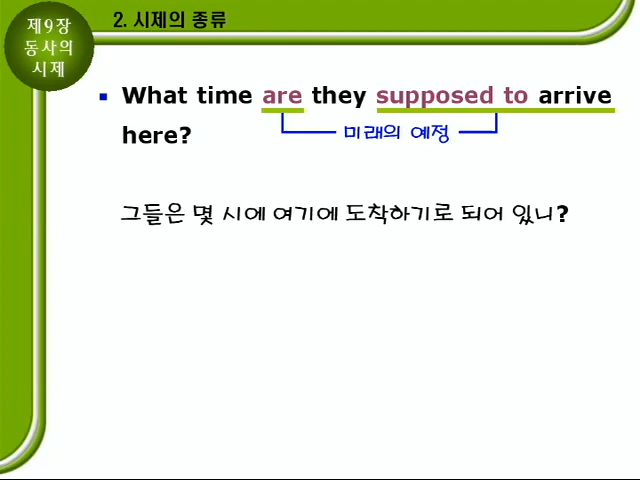 제9장
동사의
시제
2. 시제의 종류
What time are they supposed to arrive
here?
미래의 예정
그들은 몇 시에 여기에 도착하기로 되어 있니?